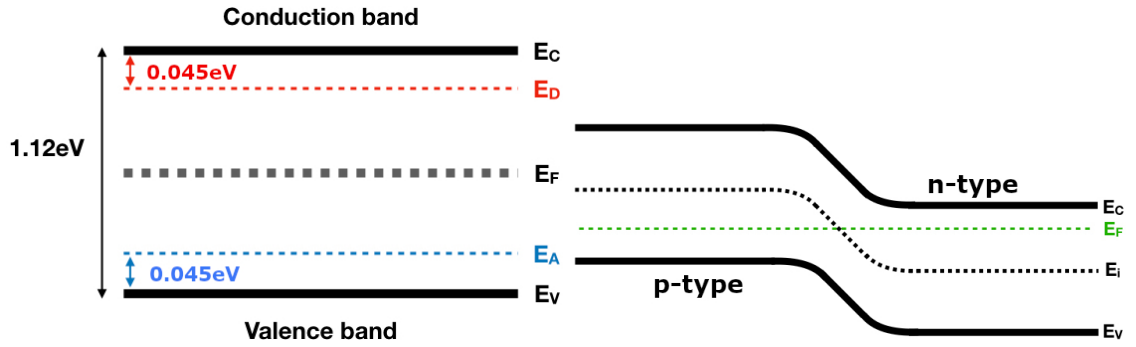 Conduction band
E_C
0.045eV
E_D
1.12eV
E_F
E_A
0.045eV
E_V
Valence band
n-type
E_C
E_F
E_i
p-type
E_V